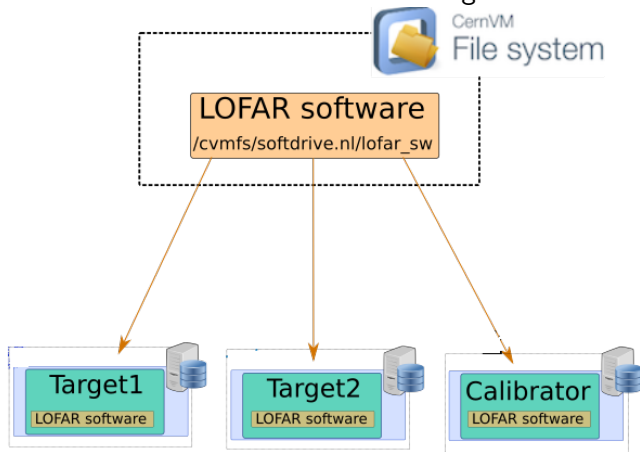 CernVM
File system
LOFAR software
/cvmfs/softdrive.nl/lofar_sw
Target1
LOFAR software
Target2
LOFAR software
Calibrator
LOFAR software